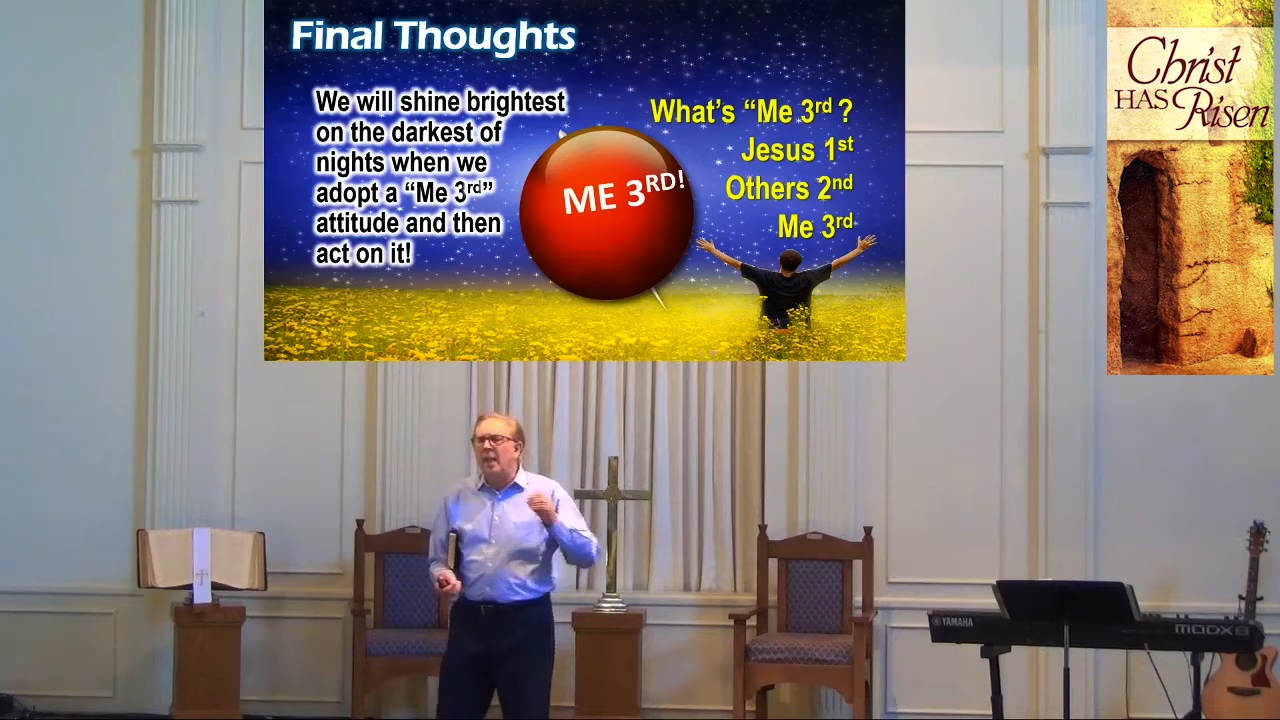 Final Thoughts
We will shine brightest
on the darkest of
nights when we
adopt a “Me 3rd”
attitude and then
act on it!
ME 3RD!
What’s “Me 3rd ?
Jesus 1st
Others 2nd
Me 3rd
Christ
HAS Risen
YAMAHA
MODX8